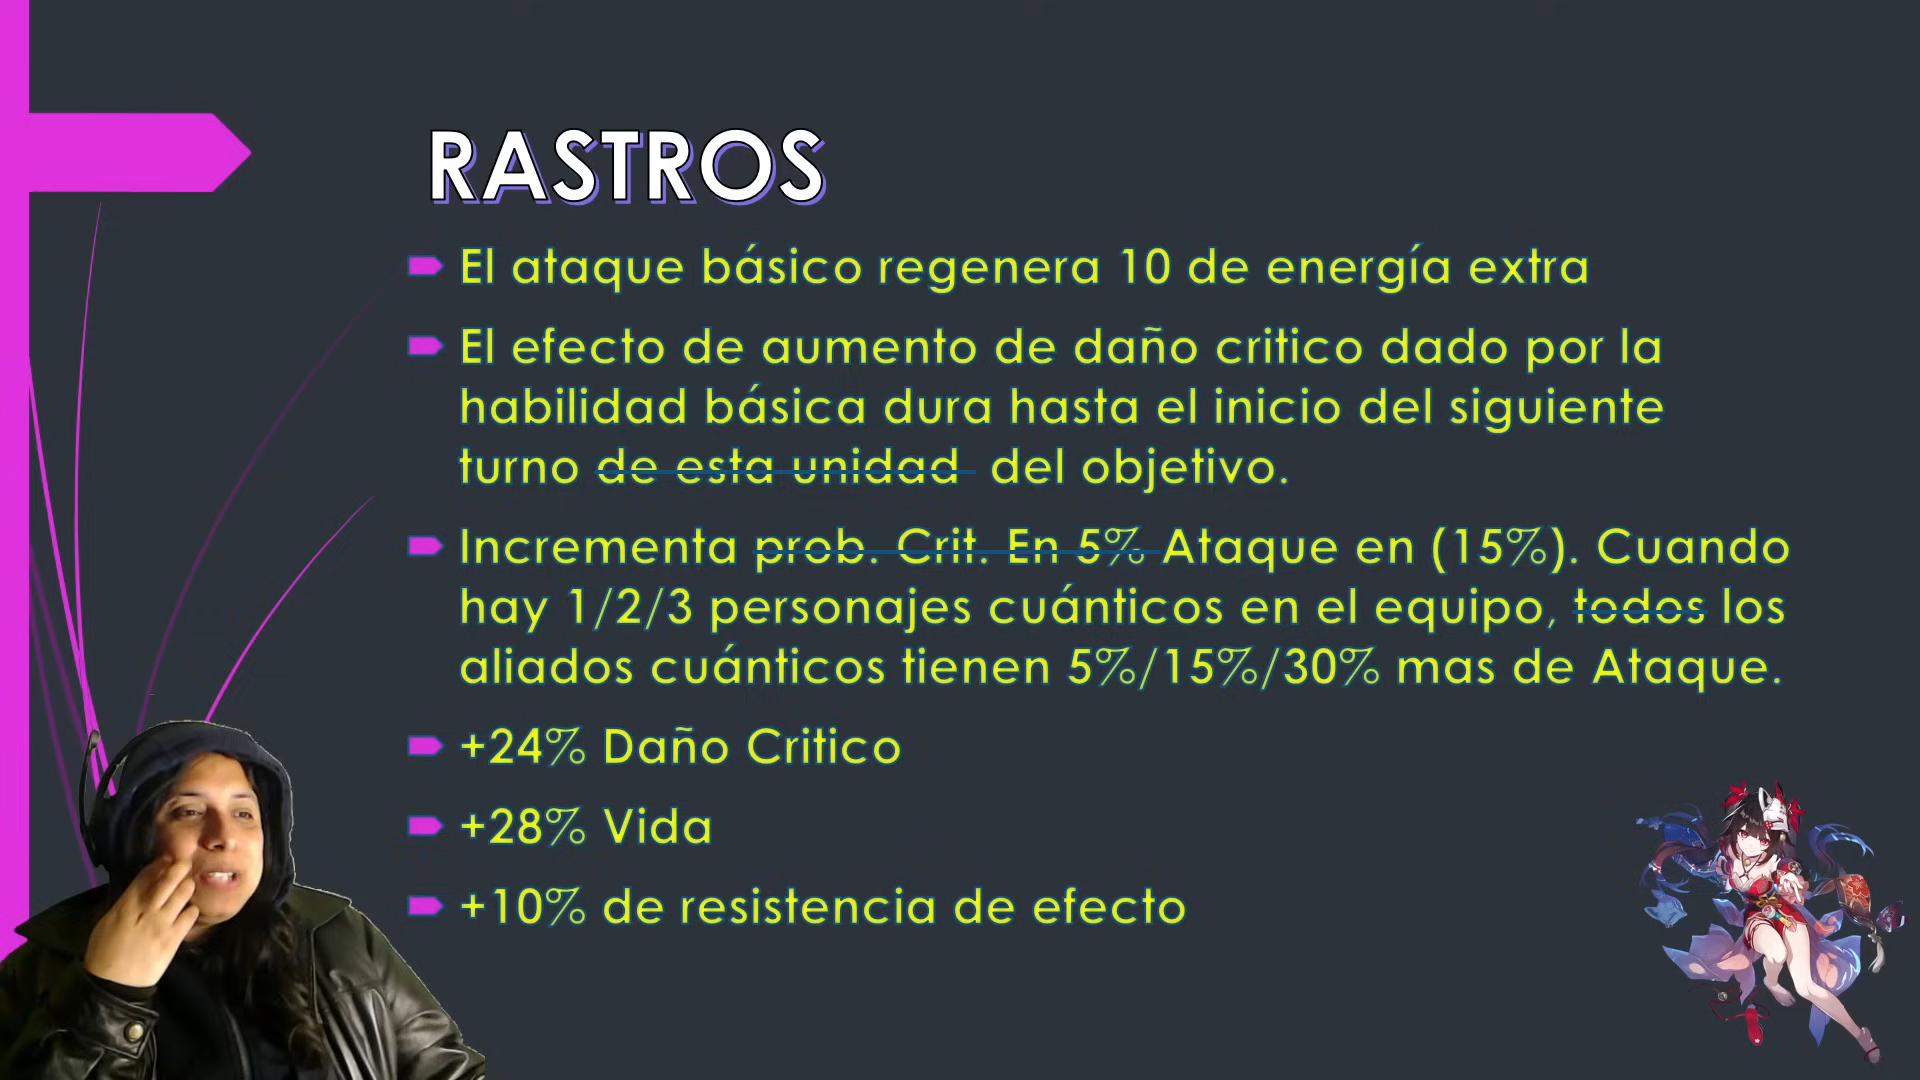 RASTROS
El ataque básico regenera 10 de energía extra
El efecto de aumento de daño critico dado por la
habilidad básica dura hasta el inicio del siguiente
turno de esta unidad del objetivo.
Incrementa prob. Crit. En 5% Ataque en (15%). Cuando
hay 1/2/3 personajes cuánticos en el equipo, todos los
aliados cuánticos tienen 5%/15%/30% mas de Ataque.
+24% Daño Critico
+28% Vida
+10% de resistencia de efecto